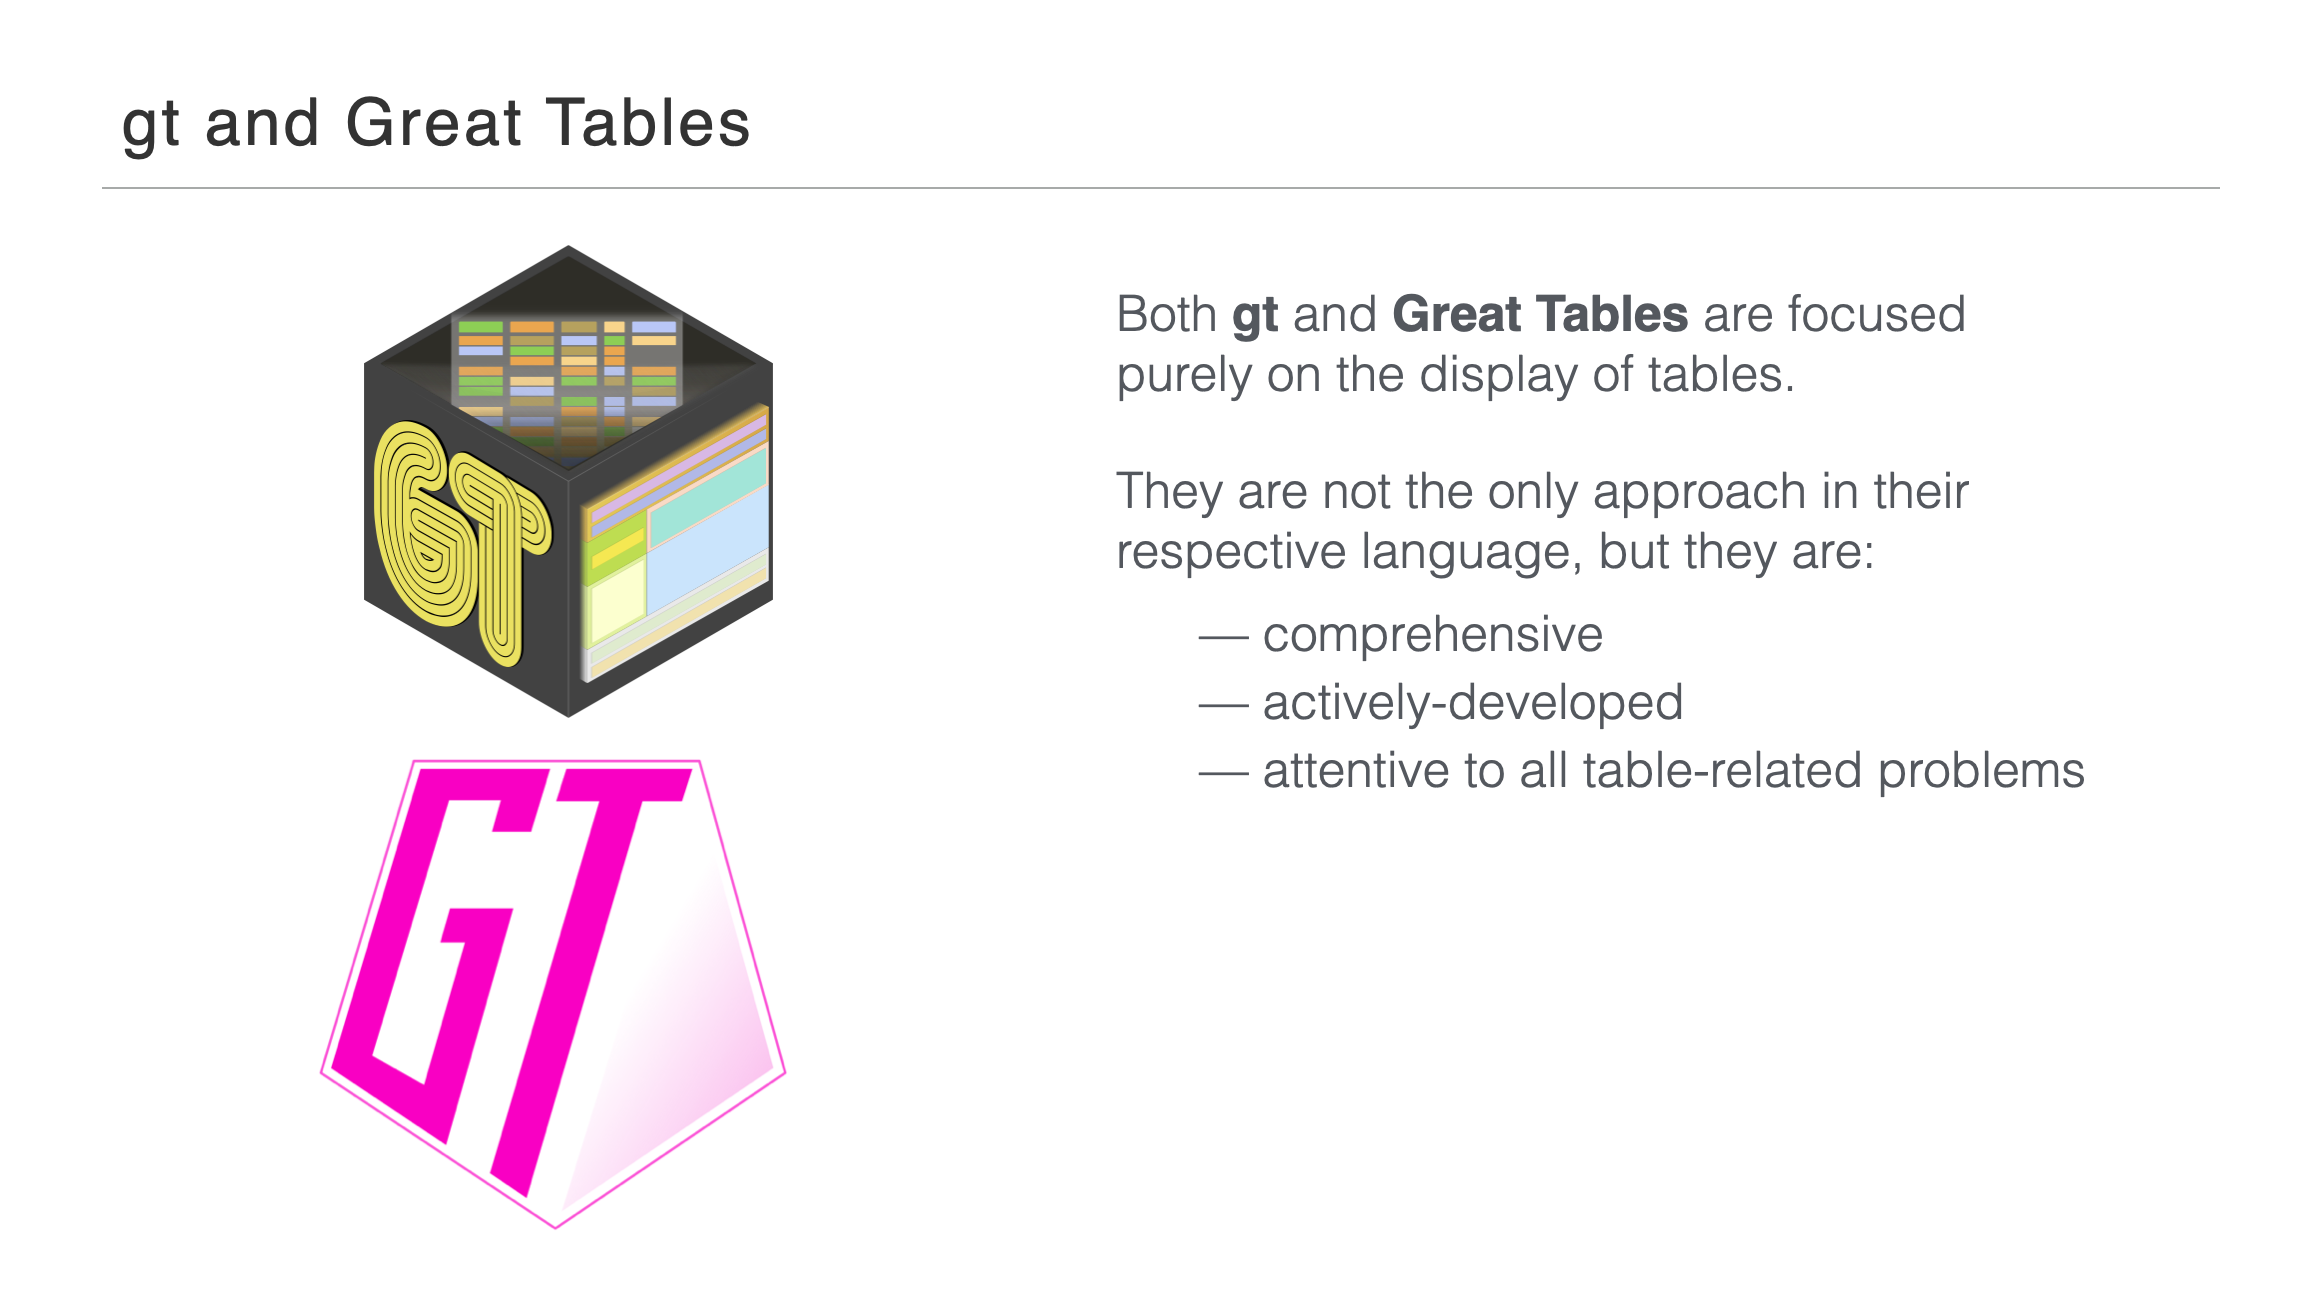 gt and Great Tables
GT
GT
Both gt and Great Tables are focused
purely on the display of tables.
They are not the only approach in their
respective language, but they are:
— comprehensive
— actively-developed
— attentive to all table-related problems